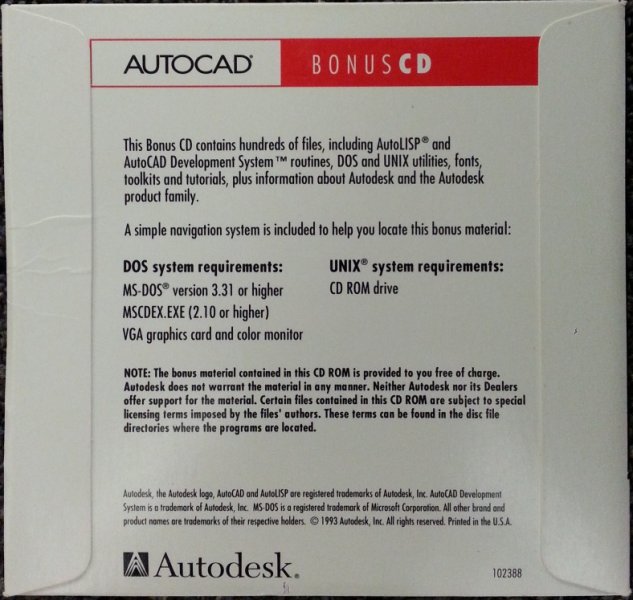 AUTOCAD® BONUS CD
This Bonus CD contains hundreds of files, including AutoLISP® and
AutoCAD Development System™ routines, DOS and UNIX utilities, fonts,
toolkits and tutorials, plus information about Autodesk and the Autodesk
product family.
A simple navigation system is included to help you locate this bonus material:
DOS system requirements:
MS-DOS® version 3.31 or higher
MSCDEX.EXE (2.10 or higher)
VGA graphics card and color monitor
UNIX® system requirements:
CD ROM drive
NOTE: The bonus material contained in this CD ROM is provided to you free of charge.
Autodesk does not warrant the material in any manner. Neither Autodesk nor its Dealers
offer support for the material. Certain files contained in this CD ROM are subject to special
licensing terms imposed by the files' authors. These terms can be found in the disc file
directories where the programs are located.
Autodesk, the Autodesk logo, AutoCAD and AutoLISP are registered trademarks of Autodesk, Inc. AutoCAD Development
System is a trademark of Autodesk, Inc. MS-DOS is a registered trademark of Microsoft Corporation. All other brand and
product names are trademarks of their respective holders. © 1993 Autodesk, Inc. All rights reserved. Printed in the U.S.A.
Autodesk®
102388